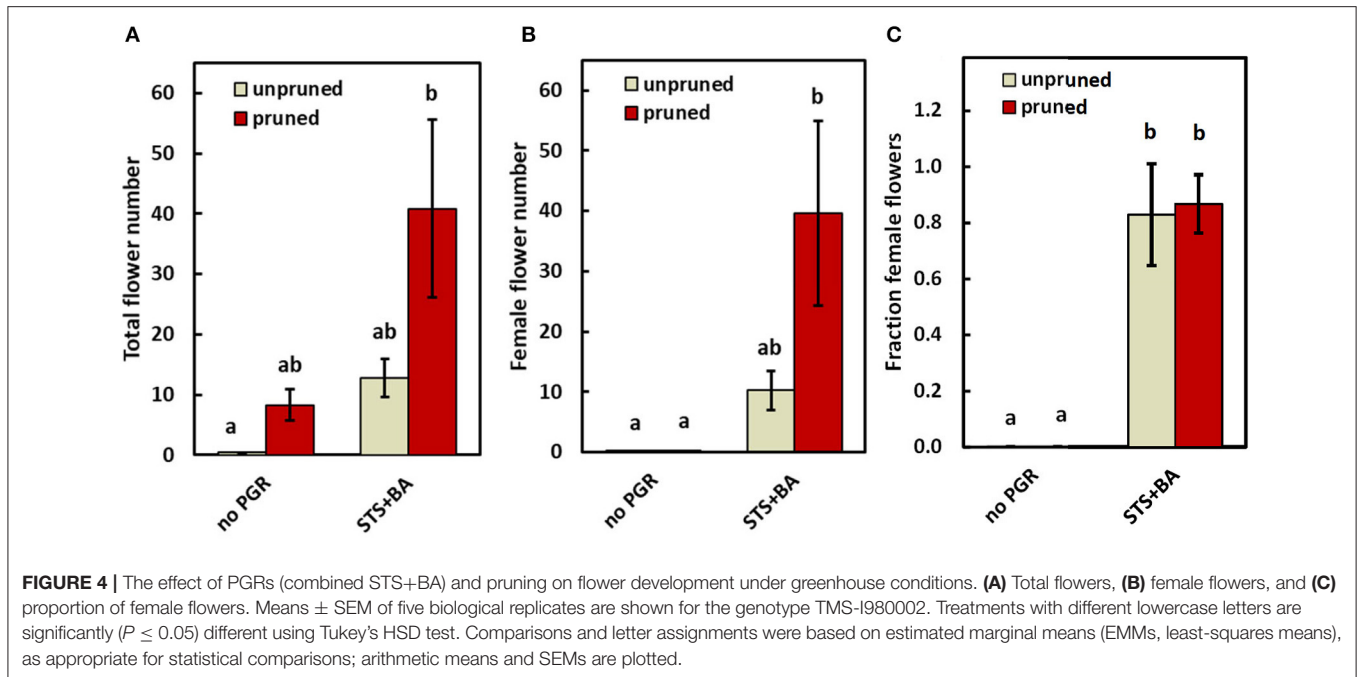 A
Total flower number
60
50
40
30
20
10
0
unpruned
pruned
a
ab
ab
b
no PGR
STS+BA
B
Female flower number
60
50
40
30
20
10
0
unpruned
pruned
a
a
ab
b
no PGR
STS+BA
C
Fraction female flowers
1.2
1.0
0.8
0.6
0.4
0.2
0.0
unpruned
pruned
a
a
b
b
no PGR
STS+BA
FIGURE 4 | The effect of PGRs (combined STS+BA) and pruning on flower development under greenhouse conditions. (A) Total flowers, (B) female flowers, and (C)
proportion of female flowers. Means ± SEM of five biological replicates are shown for the genotype TMS-I980002. Treatments with different lowercase letters are
significantly (P ≤ 0.05) different using Tukey's HSD test. Comparisons and letter assignments were based on estimated marginal means (EMMs, least-squares means),
as appropriate for statistical comparisons; arithmetic means and SEMs are plotted.